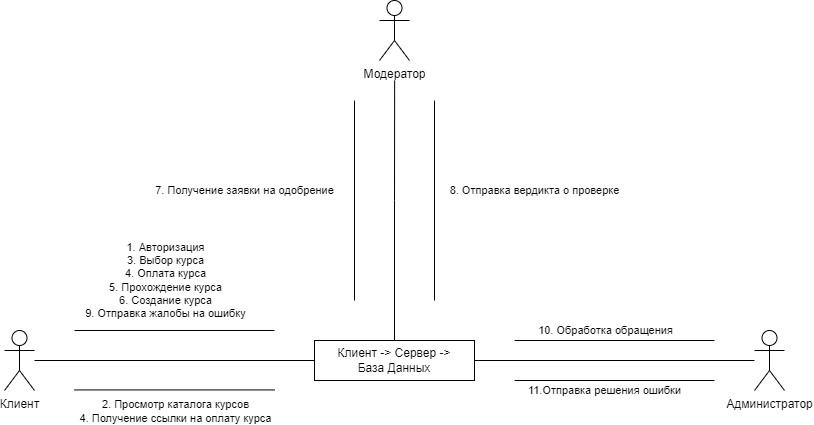 Модератор
7. Получение заявки на одобрение
8. Отправка вердикта о проверке
1. Авторизация
3. Выбор курса
4. Оплата курса
5. Прохождение курса
6. Создание курса
9. Отправка жалобы на ошибку
10. Обработка обращения
Клиент -> Сервер ->
База Данных
11.Отправка решения ошибки
Клиент
2. Просмотр каталога курсов
4. Получение ссылки на оплату курса
Администратор